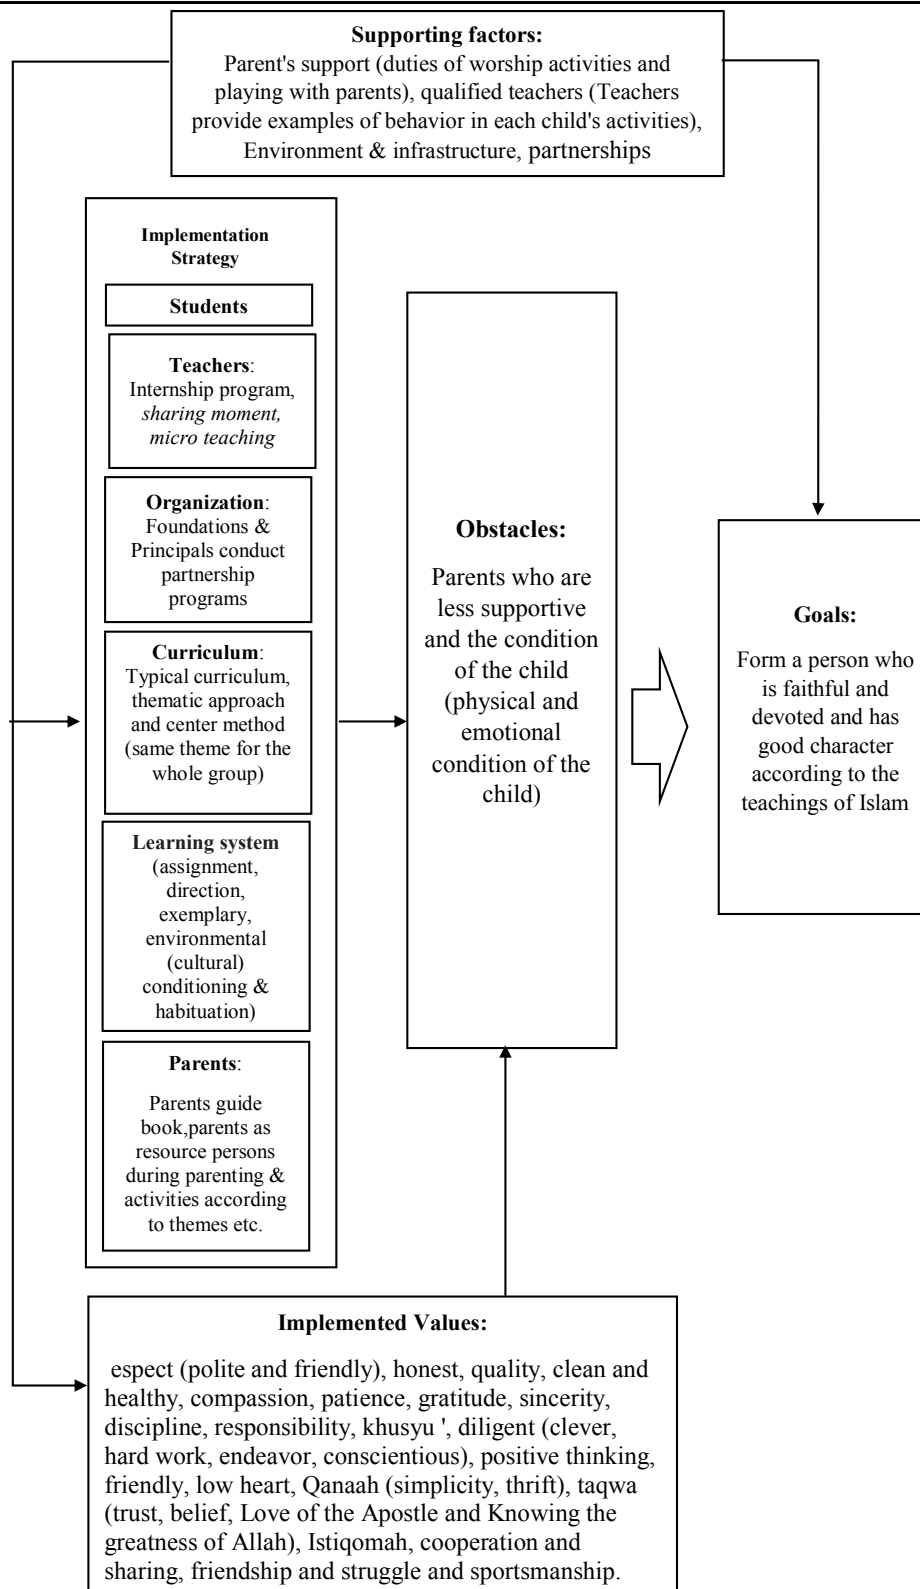 Supporting factors:
Parent's support (duties of worship activities and
playing with parents), qualified teachers (Teachers
provide examples of behavior in each child's activities),
Environment & infrastructure, partnerships
Implementation
Strategy
Students
Teachers:
Internship program,
sharing moment,
micro teaching
Organization:
Foundations &
Principals conduct
partnership
programs
Curriculum:
Typical curriculum,
thematic approach
and center method
(same theme for the
whole group)
Learning system
(assignment,
direction,
exemplary,
environmental
(cultural)
conditioning &
habituation)
Parents:
Parents guide
book,parents as
resource persons
during parenting &
activities according
to themes etc.
Obstacles:
Parents who are
less supportive
and the condition
of the child
(physical and
emotional
condition of the
child)
Goals:
Form a person who
is faithful and
devoted and has
good character
according to the
teachings of Islam
Implemented Values:
espect (polite and friendly), honest, quality, clean and
healthy, compassion, patience, gratitude, sincerity,
discipline, responsibility, khusyu ', diligent (clever,
hard work, endeavor, conscientious), positive thinking,
friendly, low heart, Qanaah (simplicity, thrift), taqwa
(trust, belief, Love of the Apostle and Knowing the
greatness of Allah), Istiqomah, cooperation and
sharing, friendship and struggle and sportsmanship.